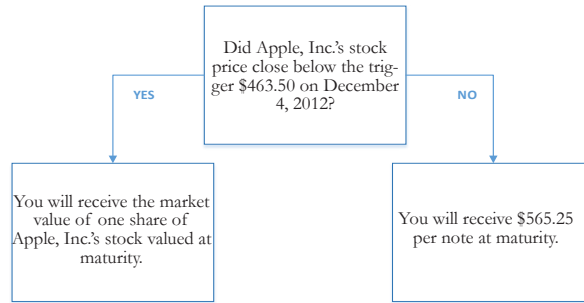 Did Apple, Inc.'s stock
price close below the trig-
ger $463.50 on December
4, 2012?
YES
NO
You will receive the market
value of one share of
Apple, Inc.'s stock valued at
maturity.
You will receive $565.25
per note at maturity.